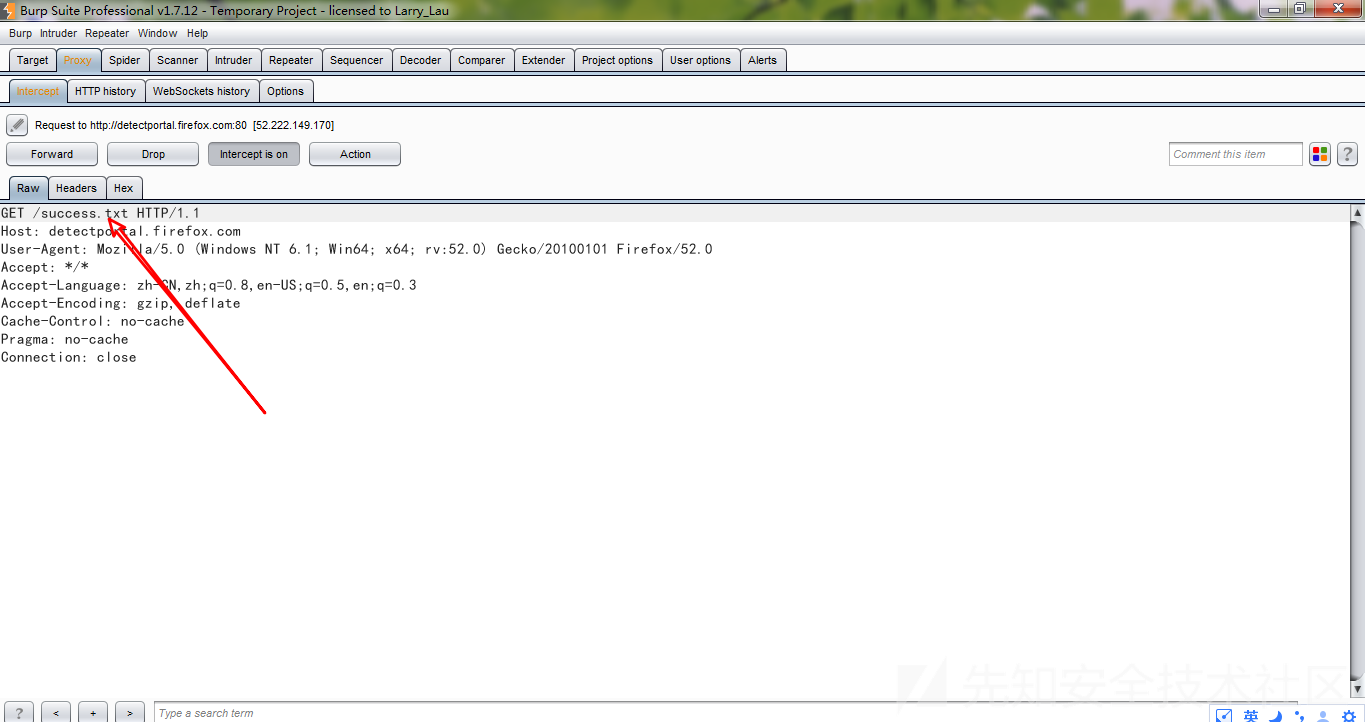 Burp Suite Professional v1.7.12 - Temporary Project - licensed to Larry_Lau
Burp Intruder Repeater Window Help
Target Proxy Spider Scanner Intruder Repeater Sequencer Decoder Comparer Extender Project options User options Alerts
Intercept HTTP history WebSockets history Options
Request to http://detectportal.firefox.com:80 [52.222.149.170]
Forward Drop Intercept is on Action Comment this item ?
Raw Headers Hex
GET /success.txt HTTP/1.1
Host: detectportal.firefox.com
User-Agent: Mozilla/5.0 (Windows NT 6.1; Win64; x64; rv:52.0) Gecko/20100101 Firefox/52.0
Accept: */*
Accept-Language: zh-CN,zh;q=0.8,en-US;q=0.5,en;q=0.3
Accept-Encoding: gzip, deflate
Cache-Control: no-cache
Pragma: no-cache
Connection: close
先知安全技术社区
? < + > Type a search term
英